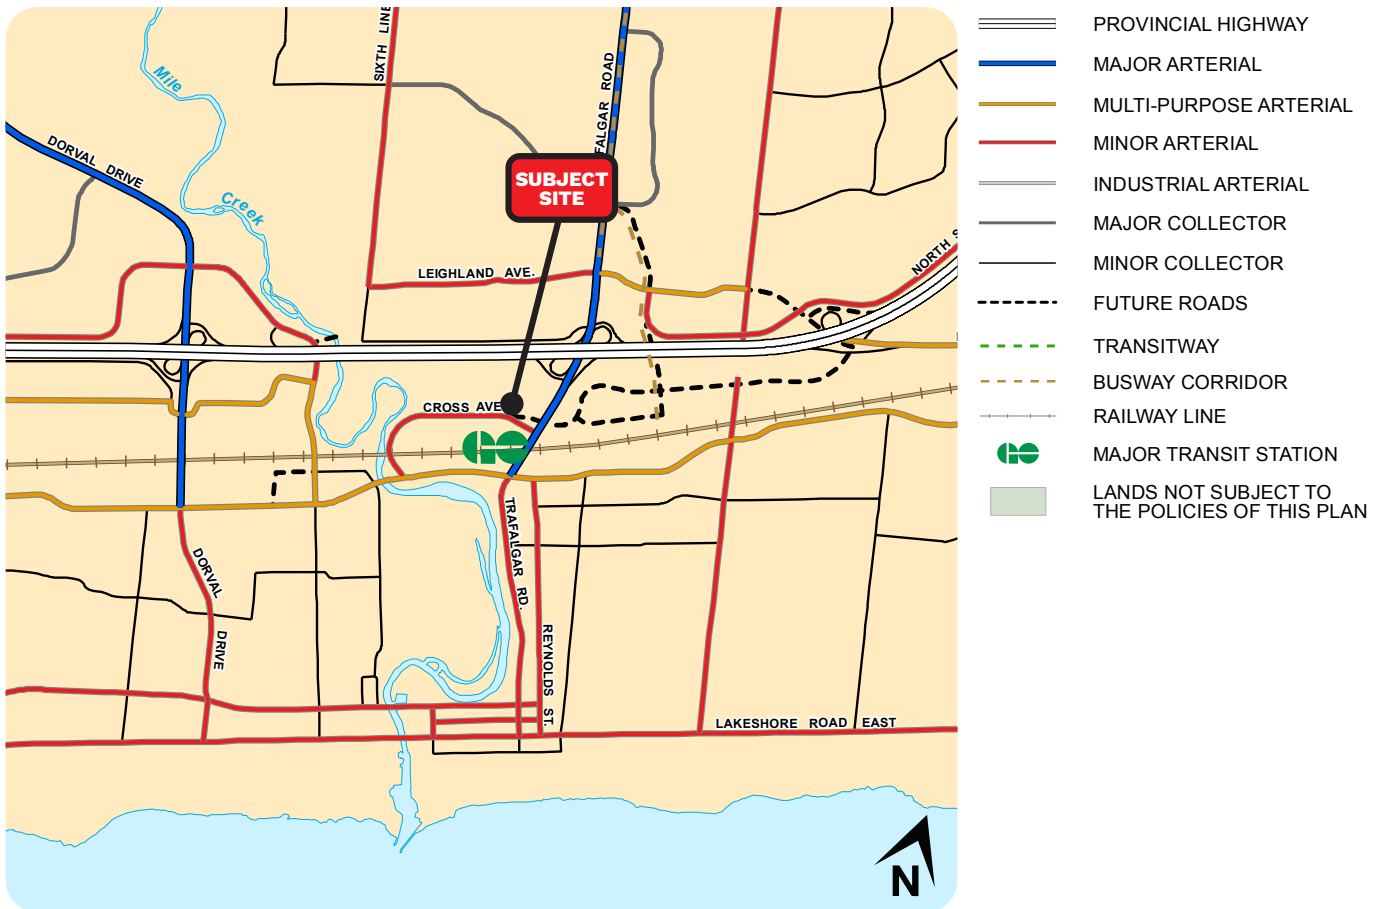 SIXTH LINE
FALGAR ROAD
Mile
DORVAL DRIVE
Creek
SUBJECT
SITE
NORTH S
LEIGHLAND AVE.
CROSS AVE
GO
TRAFALGAR RD.
DORVAL
DRIVE
REYNOLDS ST.
LAKESHORE ROAD EAST
N
PROVINCIAL HIGHWAY
MAJOR ARTERIAL
MULTI-PURPOSE ARTERIAL
MINOR ARTERIAL
INDUSTRIAL ARTERIAL
MAJOR COLLECTOR
MINOR COLLECTOR
FUTURE ROADS
TRANSITWAY
BUSWAY CORRIDOR
RAILWAY LINE
GO
MAJOR TRANSIT STATION
LANDS NOT SUBJECT TO
THE POLICIES OF THIS PLAN